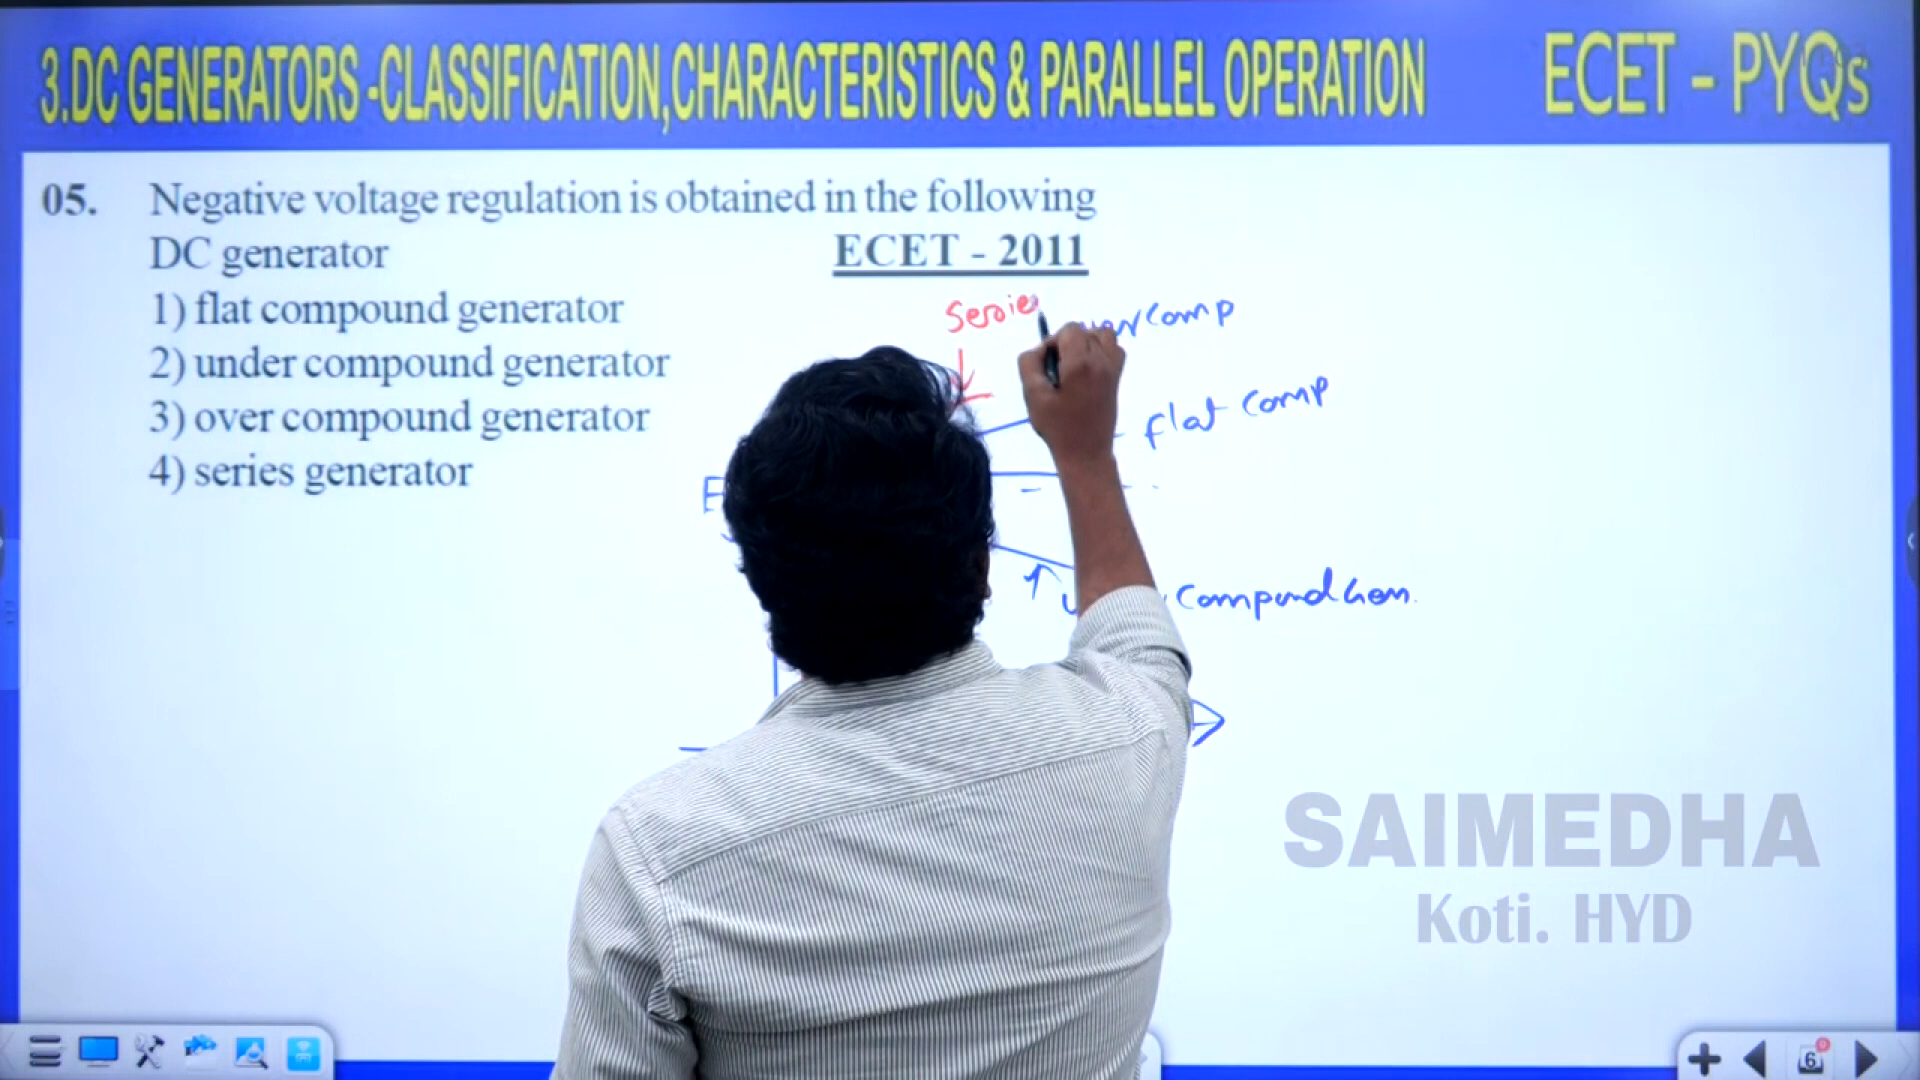 3.DC GENERATORS -CLASSIFICATION,CHARACTERISTICS & PARALLEL OPERATION ECET - PYQs
05. Negative voltage regulation is obtained in the following
DC generator ECET - 2011
1) flat compound generator
2) under compound generator
3) over compound generator
4) series generator
Series
comp
flat comp
E
SAIMEDHA
Koti. HYD
6